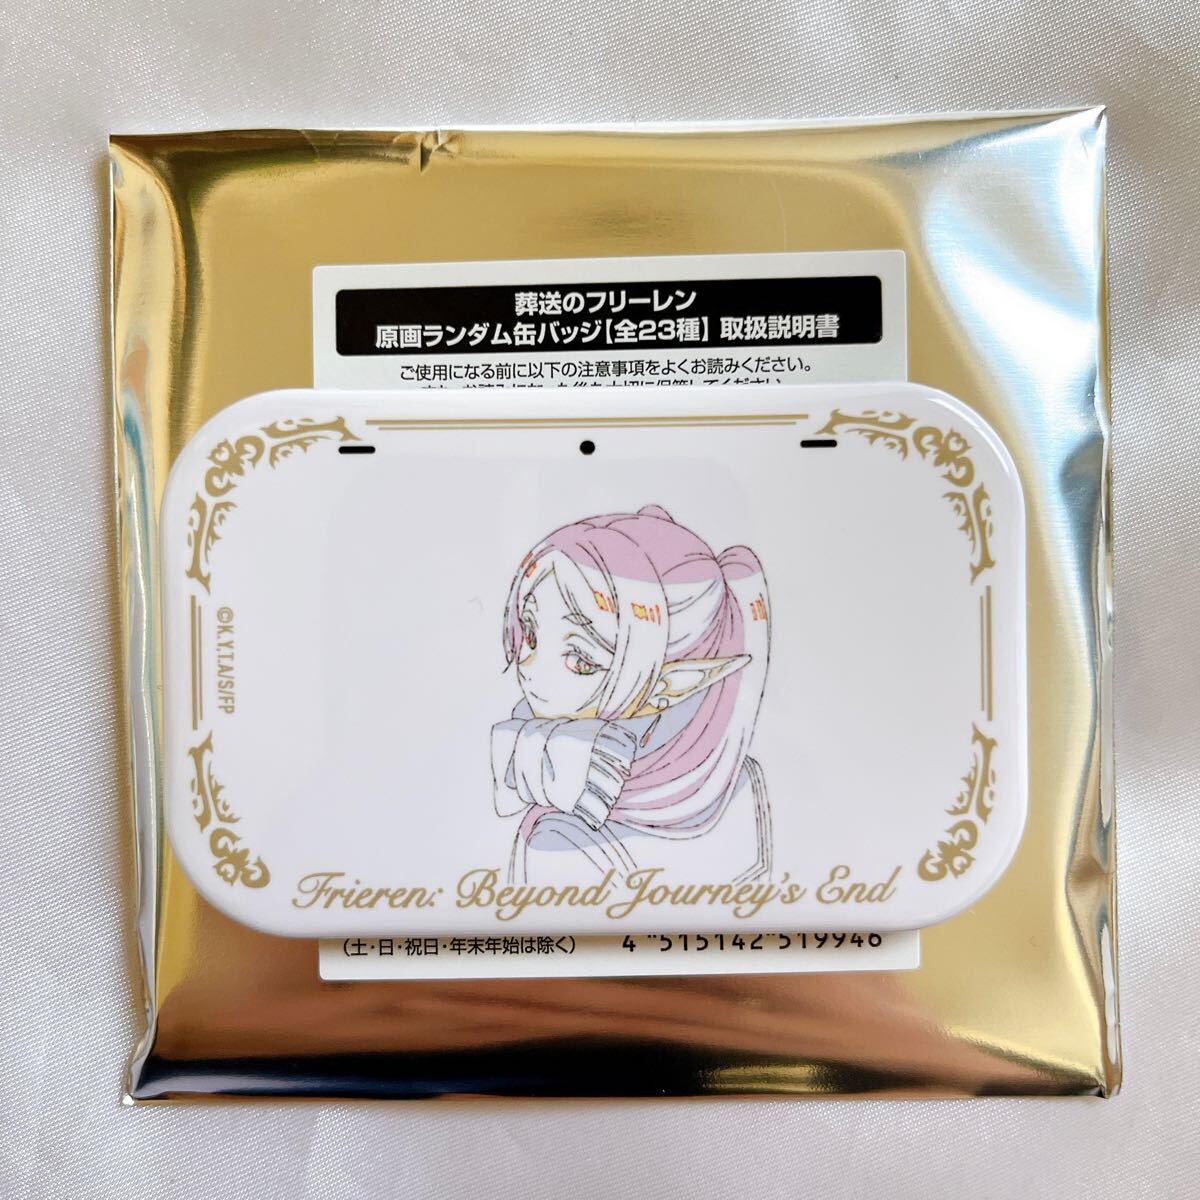 葬送のフリーレン
原画ランダム缶バッジ【全23種】 取扱説明書
ご使用になる前に以下の注意事項をよくお読みください。
©K.Y,T.A/S/FP
Frieren: Beyond Journey's End
(土・日・祝日・年末年始は除く) 4 "515142"519946